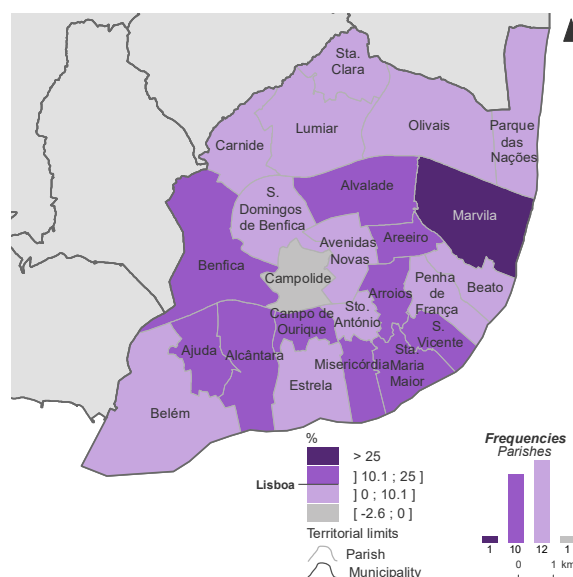 Sta.
Clara
Lumiar
Olivais
Carnide
Parque
das
Nações
Alvalade
S.
Domingos
de Benfica
Marvila
Areeiro
Avenidas
Novas
Benfica
Campolide
Penha
de
França
Beato
Arroios
Sto.
António
Campo de
Ourique
S.
Vicente
Ajuda
Alcântara
Misericórdia
Sta.
Maria
Maior
Estrela
Belém
%
> 25
] 10.1 ; 25 ]
Lisboa
] 0 ; 10.1 ]
[ -2.6 ; 0 ]
Territorial limits
Parish
Municipality
Frequencies
Parishes
1 10 12 1
0 1 km